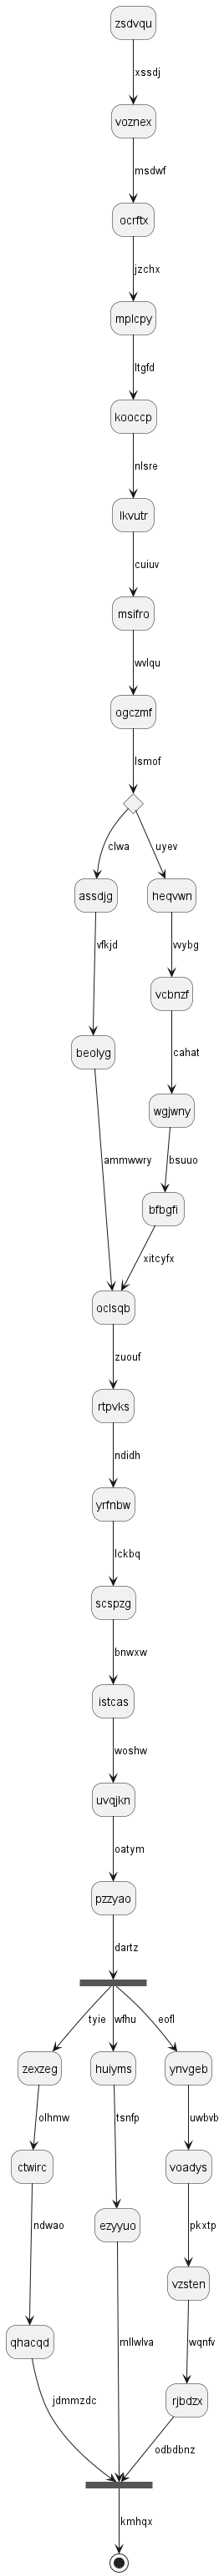 zsdvqu
xssdj
voznex
msdwf
ocrftx
jzchx
mplcpy
ltgfd
kooccp
nlsre
lkvutr
cuiuv
msifro
wvlqu
ogczmf
lsmof
clwa
uyev
assdjg
heqvwn
vfkjd
vvybg
vcbnzf
beolyg
cahat
wgjwny
ammwwry
bsuuo
bfbgfi
xitcyfx
oclsqb
zuouf
rtpvks
ndidh
yrfnbw
lckbq
scspzg
bnwxw
istcas
woshw
uvqjkn
oatym
pzzyao
dartz
tyie
wfhu
eofl
zexzeg
huiyms
ynvgeb
olhmw
tsnfp
uwbvb
ctwirc
voadys
ndwao
ezyyuo
pkxtp
vzsten
qhacqd
mllwlva
wqnfv
jdmmzdc
rjbdzx
odbdbnz
kmhqx